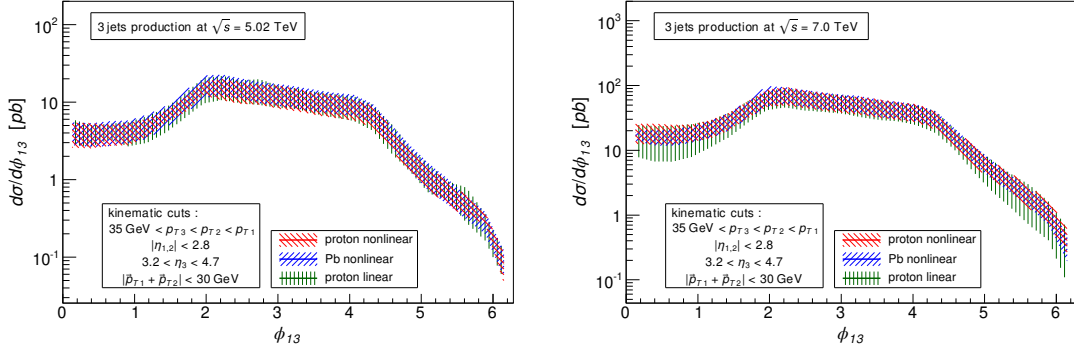 3 jets production at √s = 5.02 TeV
dσ/dϕ₁₃ [pb]
10²
10
1
10⁻¹
kinematic cuts :
35 GeV < p_T3 < p_T2 < p_T1
|η₁,₂| < 2.8
3.2 < η₃ < 4.7
|p⃗_T1 + p⃗_T2| < 30 GeV
proton nonlinear
Pb nonlinear
proton linear
0 1 2 3 4 5 6
ϕ₁₃
3 jets production at √s = 7.0 TeV
dσ/dϕ₁₃ [pb]
10³
10²
10
1
10⁻¹
kinematic cuts :
35 GeV < p_T3 < p_T2 < p_T1
|η₁,₂| < 2.8
3.2 < η₃ < 4.7
|p⃗_T1 + p⃗_T2| < 30 GeV
proton nonlinear
Pb nonlinear
proton linear
0 1 2 3 4 5 6
ϕ₁₃